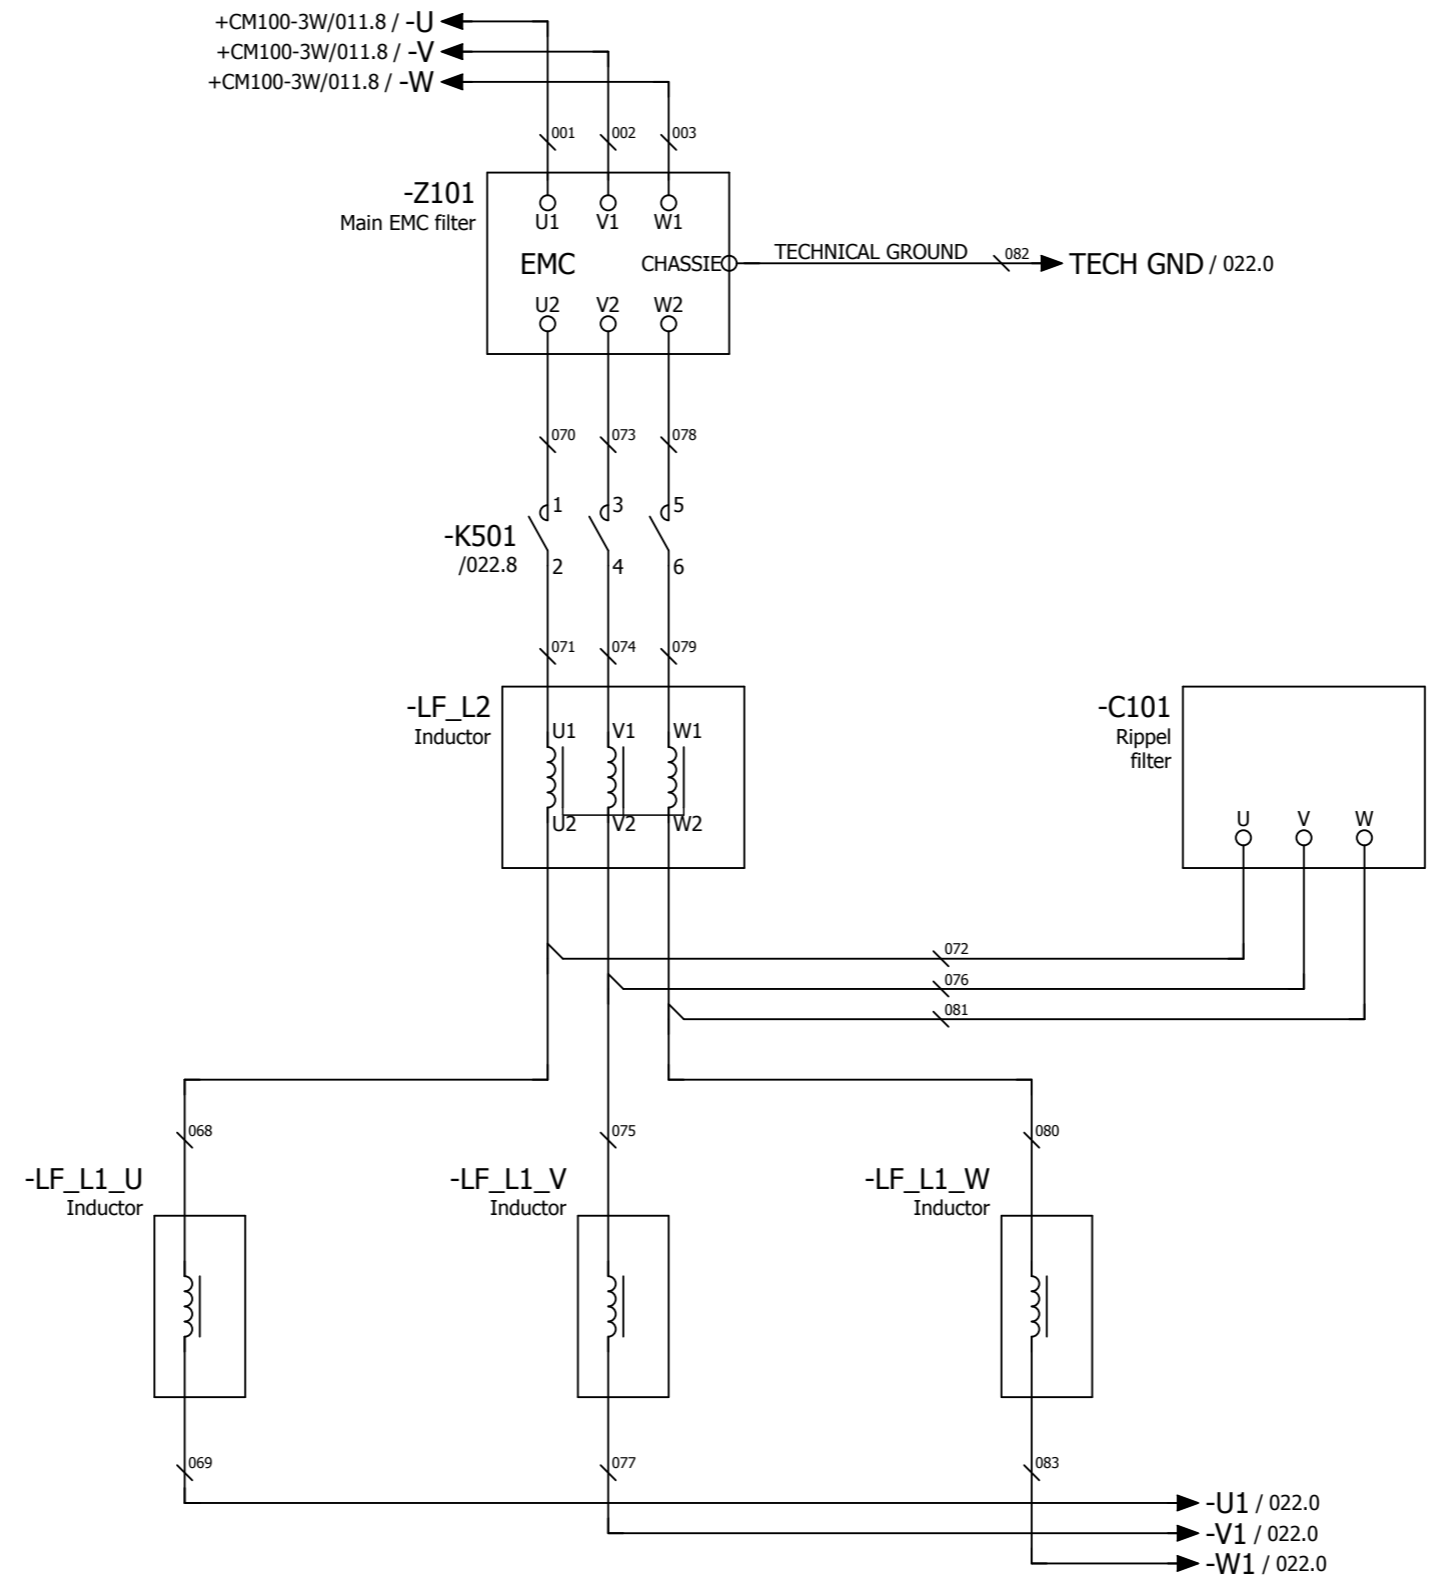 +CM100-3W/011.8 / -U
+CM100-3W/011.8 / -V
+CM100-3W/011.8 / -W
001 002 003
-Z101
Main EMC filter
U1 V1 W1
EMC CHASSIE TECHNICAL GROUND 082 TECH GND / 022.0
U2 V2 W2
070 073 078
1 3 5
-K501
/022.8
2 4 6
071 074 079
-LF_L2
Inductor
U1 V1 W1
U2 V2 W2
-C101
Rippel
filter
U V W
072
076
081
068 075 080
-LF_L1_U
Inductor
-LF_L1_V
Inductor
-LF_L1_W
Inductor
069 077 083
-U1 / 022.0
-V1 / 022.0
-W1 / 022.0